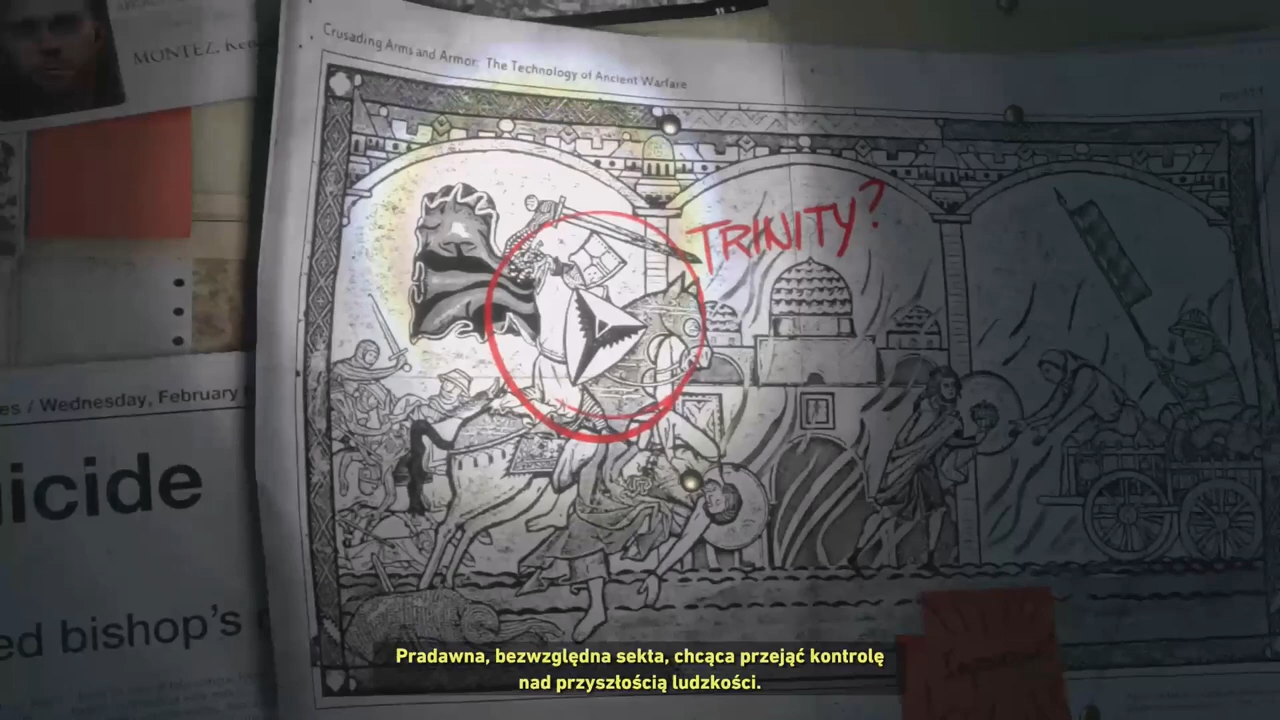 MONTEZ,
Crusading Arms and Armor: The Technology of Ancient Warfare
TRINITY?
es / Wednesday, February
icide
ed bishop's
Pradawna, bezwzględna sekta, chcąca przejąć kontrolę
nad przyszłością ludzkości.